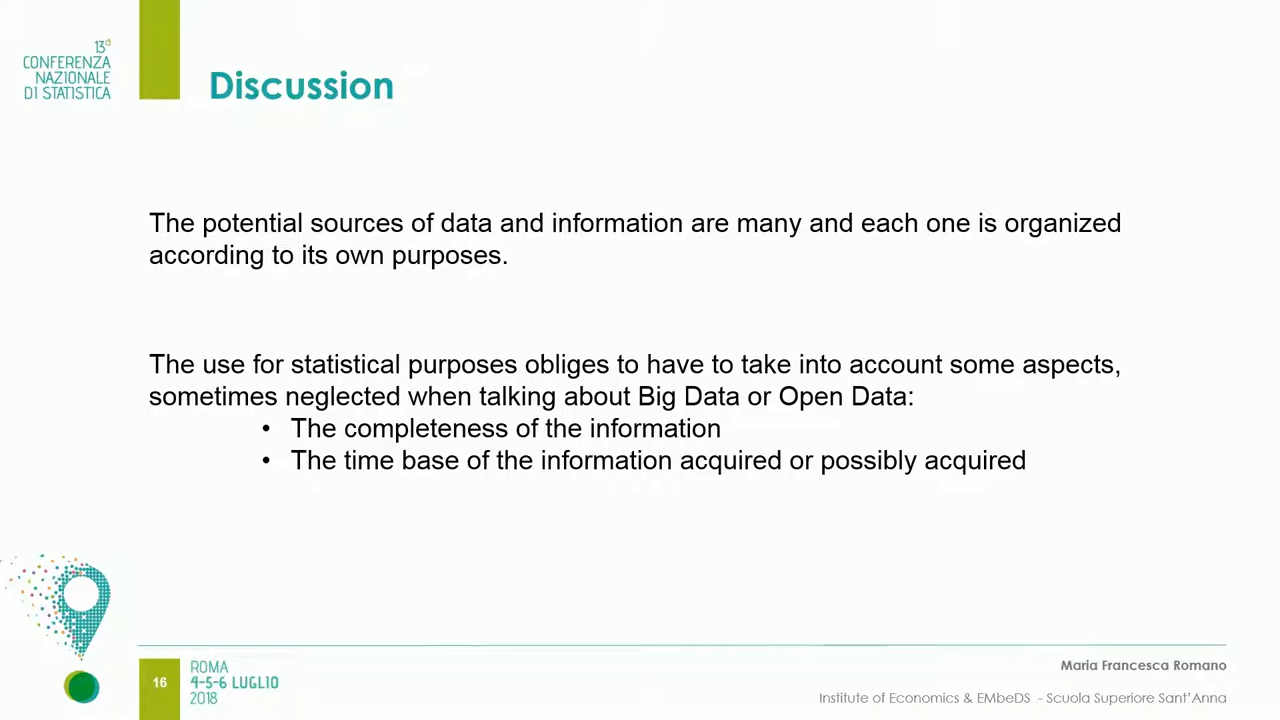 13ª
CONFERENZA
NAZIONALE
DI STATISTICA
Discussion
The potential sources of data and information are many and each one is organized
according to its own purposes.
The use for statistical purposes obliges to have to take into account some aspects,
sometimes neglected when talking about Big Data or Open Data:
• The completeness of the information
• The time base of the information acquired or possibly acquired
16
ROMA
4-5-6 LUGLIO
2018
Maria Francesca Romano
Institute of Economics & EMbeDS - Scuola Superiore Sant’Anna